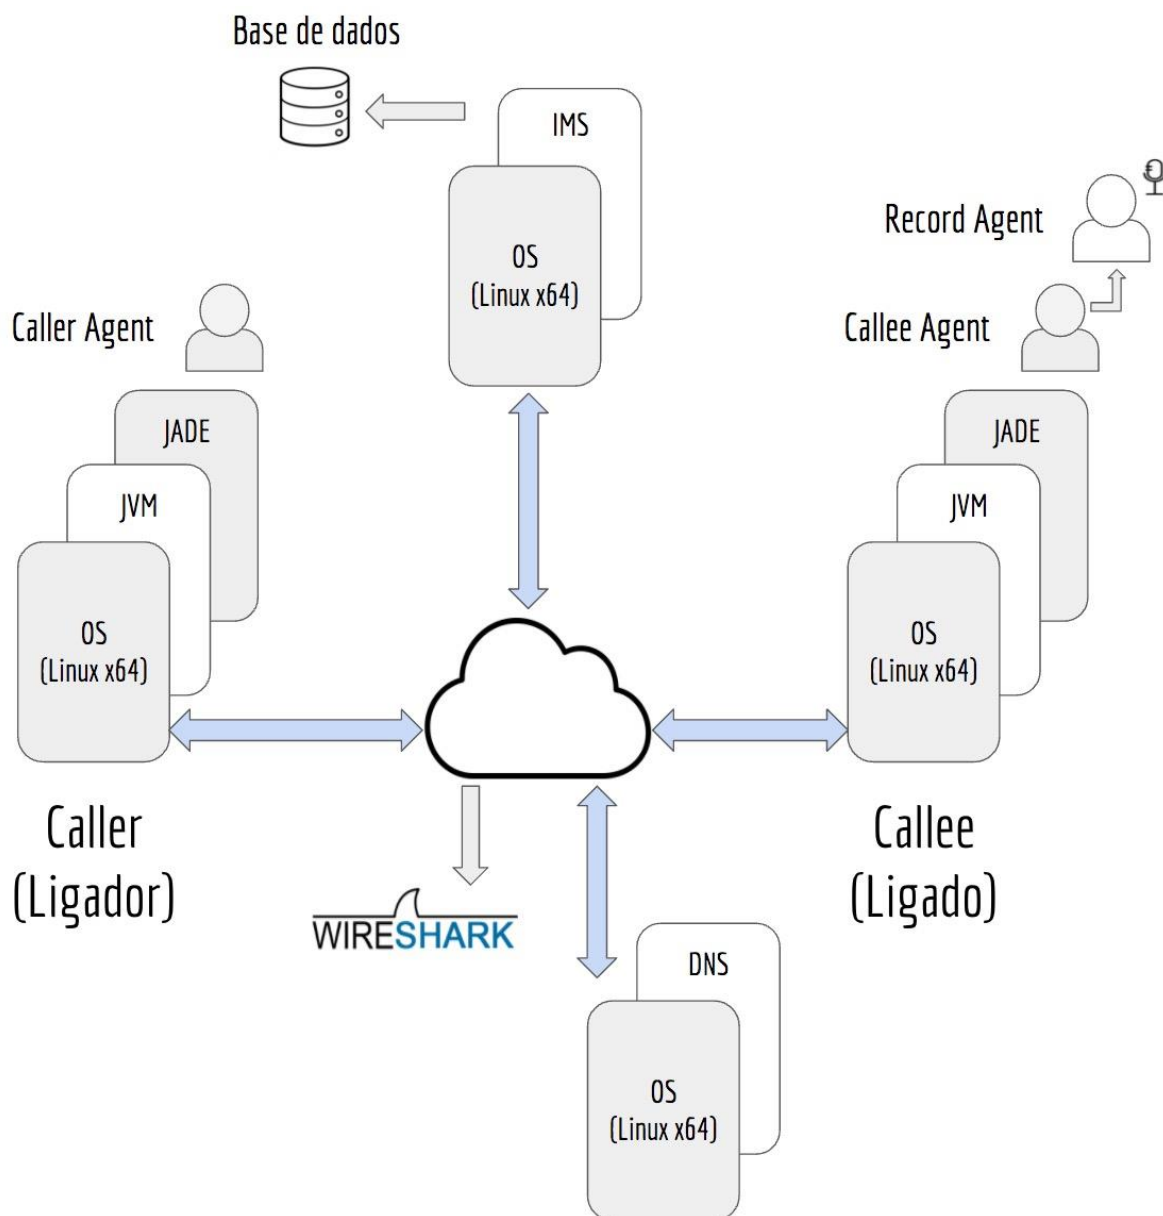 Base de dados
IMS
OS
(Linux x64)
Record Agent
Caller Agent
Callee Agent
JADE
JVM
OS
(Linux x64)
JADE
JVM
OS
(Linux x64)
Caller
(Ligador)
Callee
(Ligado)
WIRESHARK
DNS
OS
(Linux x64)